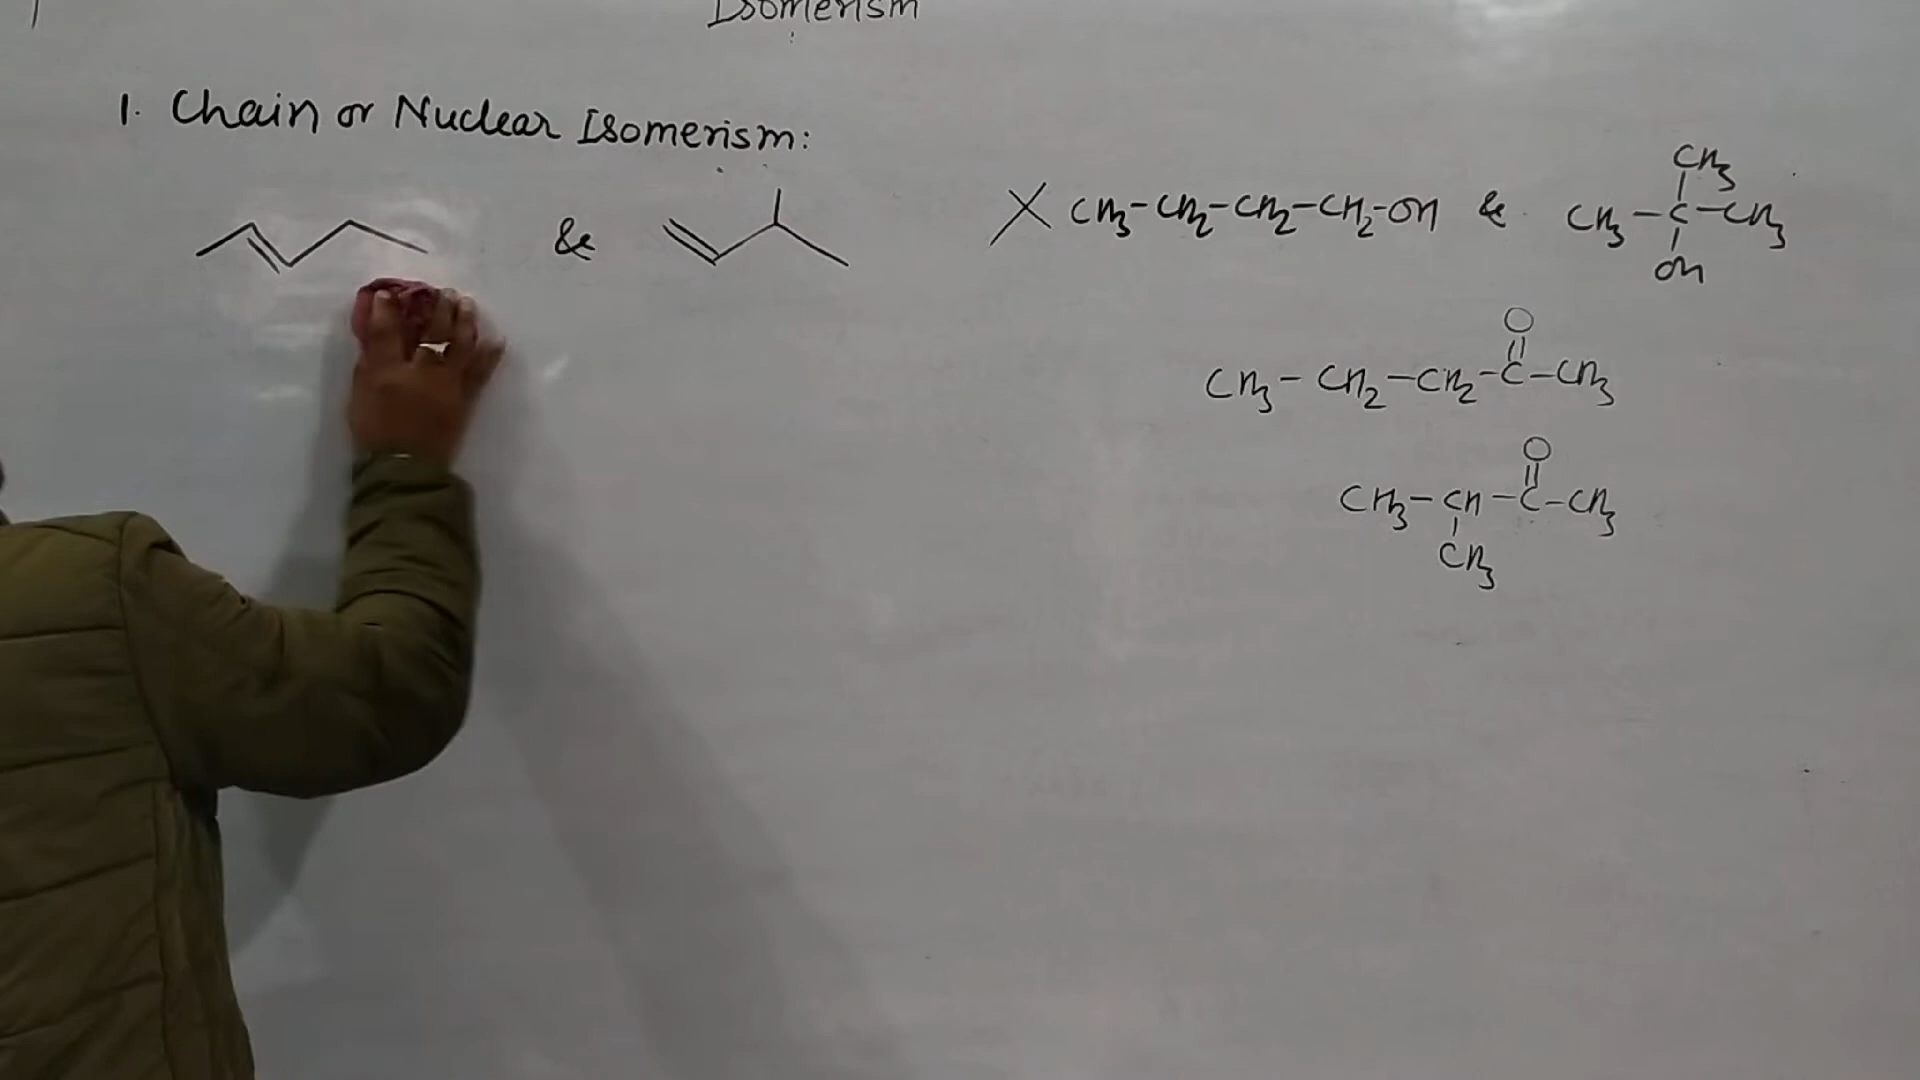 Isomerism
1. Chain or Nuclear Isomerism:
&
X CH3-CH2-CH2-CH2-OH & CH3-C-CH3
CH3
OH
O
CH3-CH2-CH2-C-CH3
O
CH3-CH-C-CH3
CH3